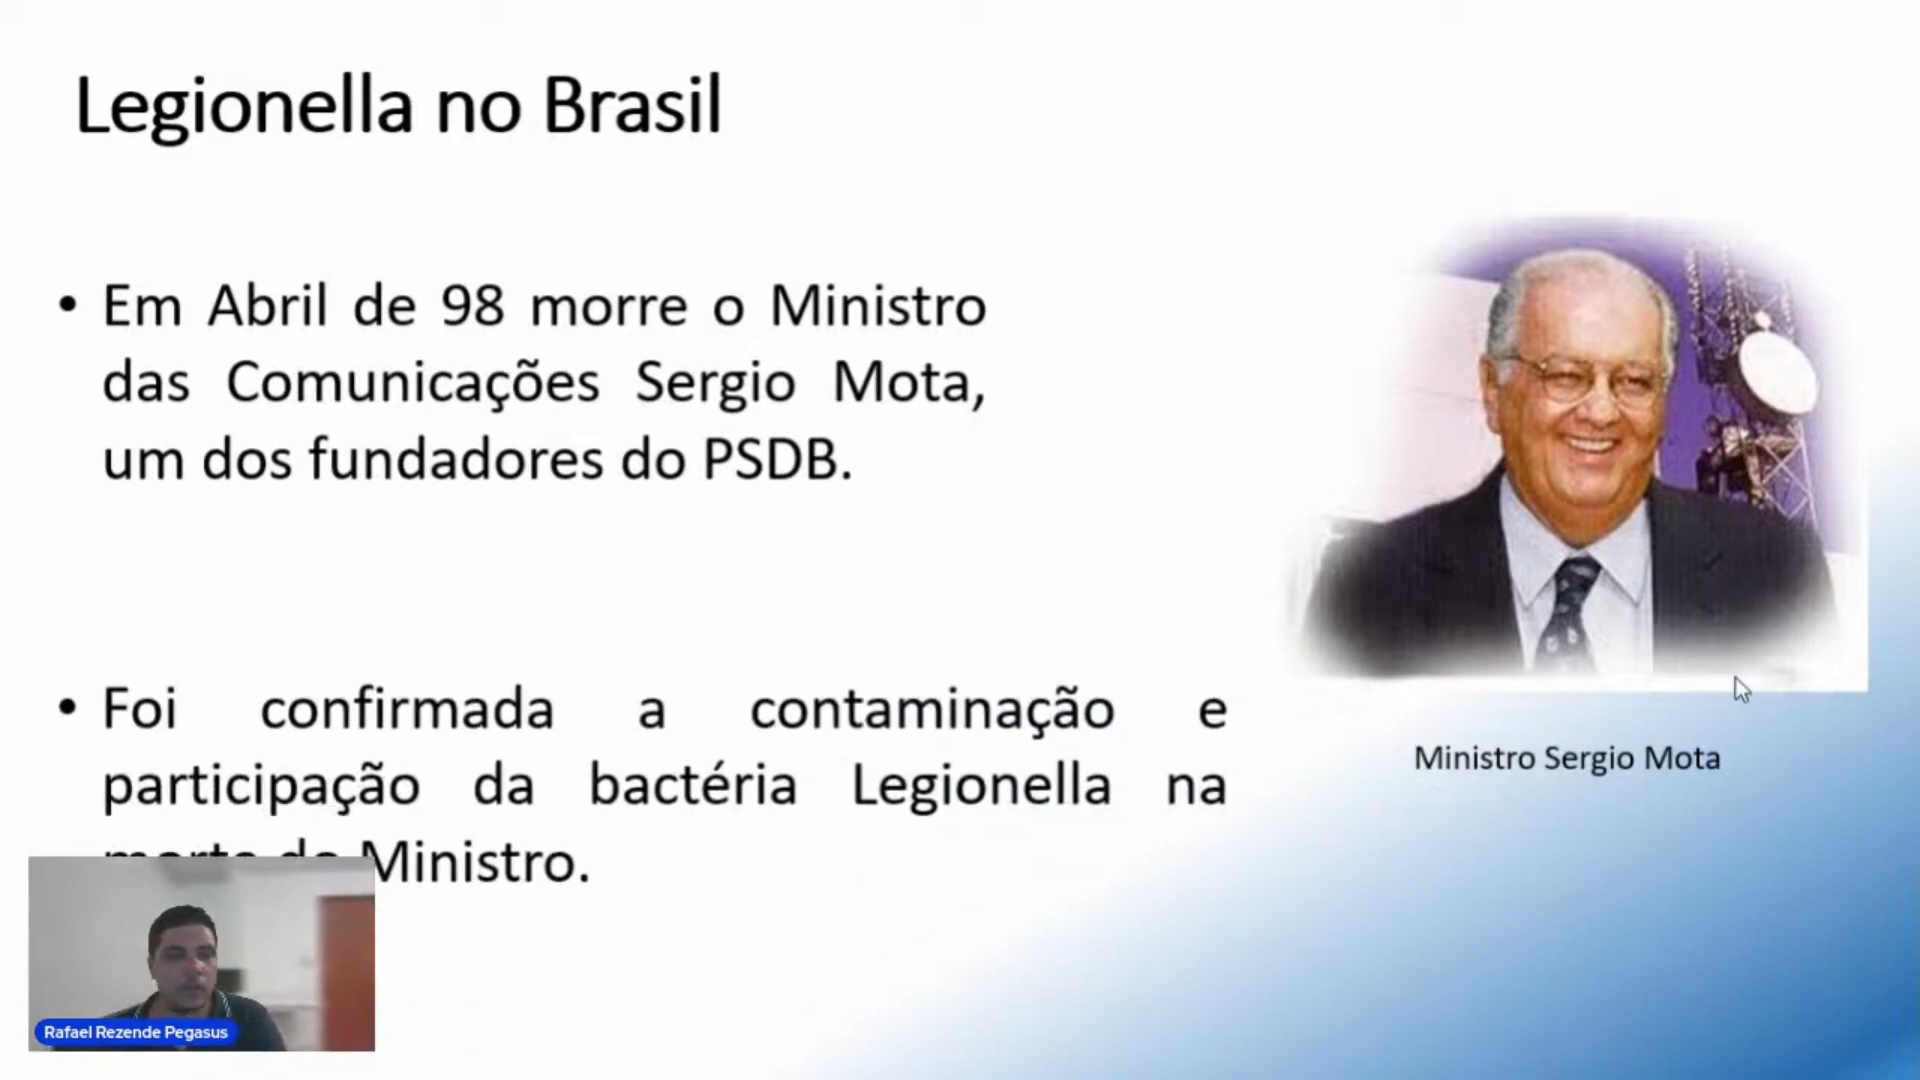 Legionella no Brasil
• Em Abril de 98 morre o Ministro
das Comunicações Sergio Mota,
um dos fundadores do PSDB.
• Foi confirmada a contaminação e
participação da bactéria Legionella na
Ministro.
Ministro Sergio Mota
Rafael Rezende Pegasus